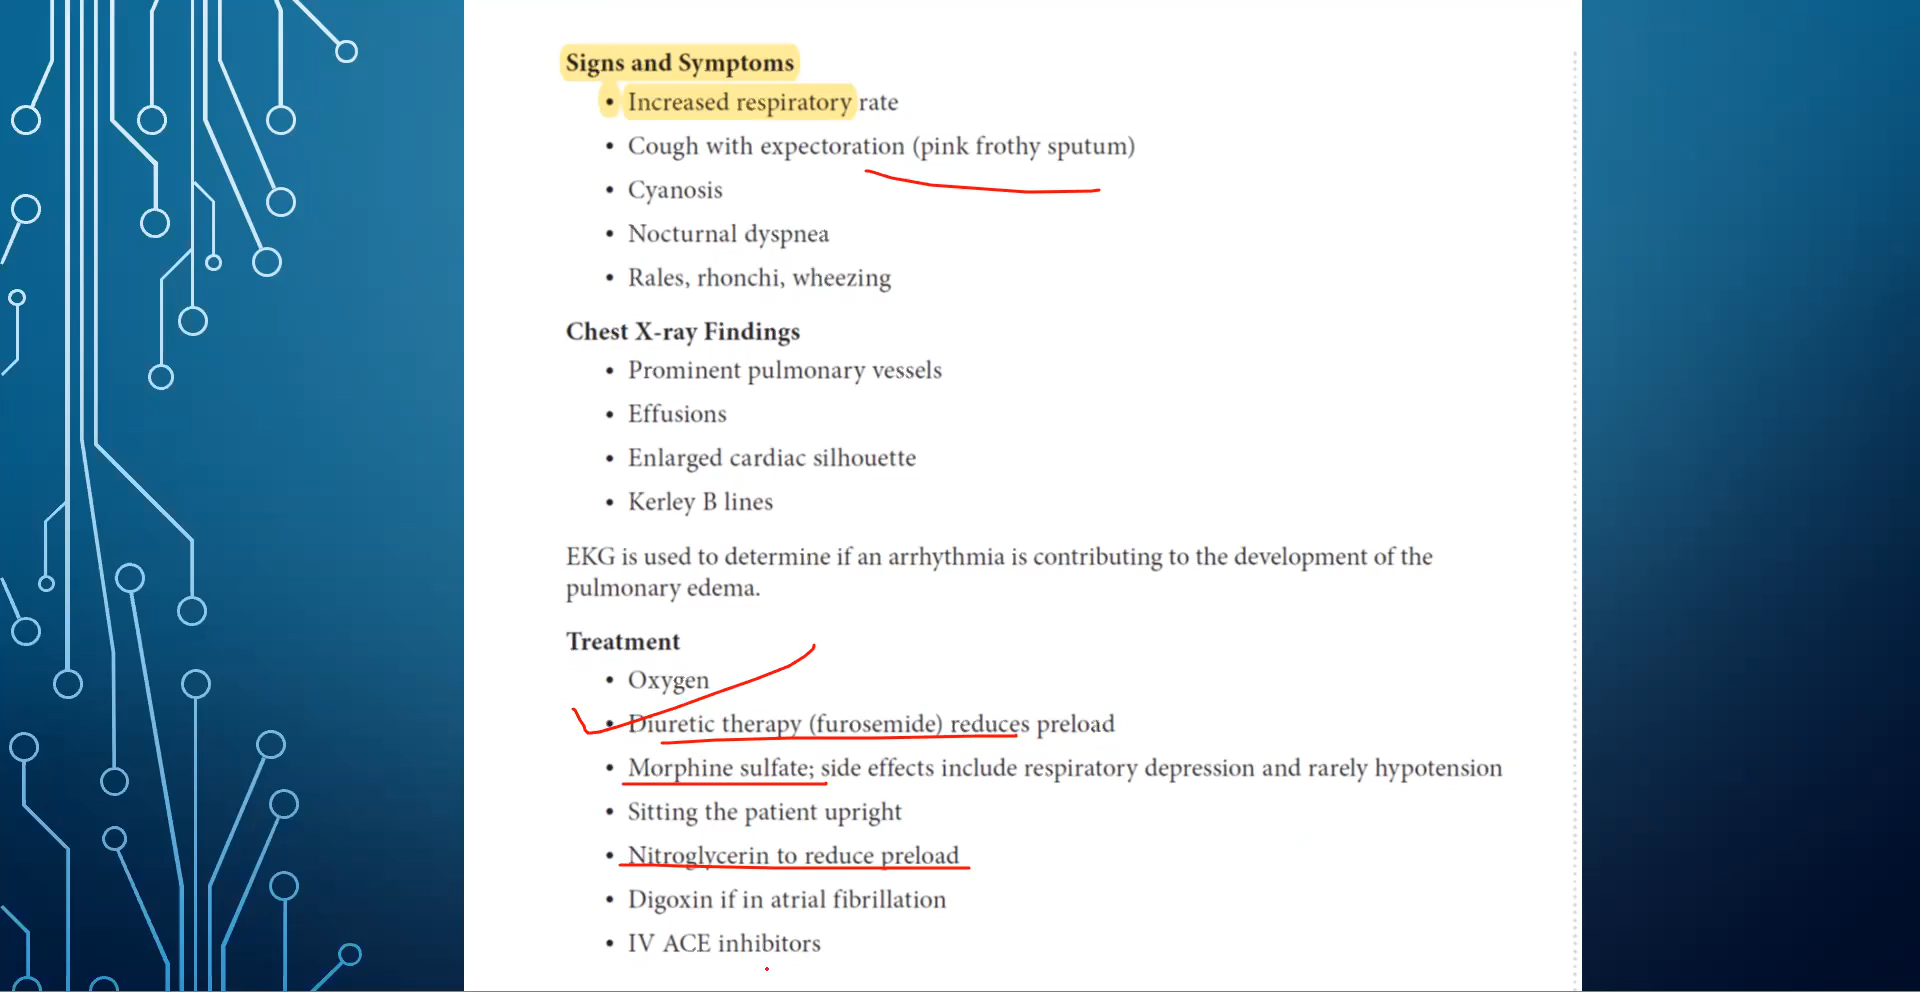 Signs and Symptoms
• Increased respiratory rate
• Cough with expectoration (pink frothy sputum)
• Cyanosis
• Nocturnal dyspnea
• Rales, rhonchi, wheezing
Chest X-ray Findings
• Prominent pulmonary vessels
• Effusions
• Enlarged cardiac silhouette
• Kerley B lines
EKG is used to determine if an arrhythmia is contributing to the development of the
pulmonary edema.
Treatment
• Oxygen
• Diuretic therapy (furosemide) reduces preload
• Morphine sulfate; side effects include respiratory depression and rarely hypotension
• Sitting the patient upright
• Nitroglycerin to reduce preload
• Digoxin if in atrial fibrillation
• IV ACE inhibitors